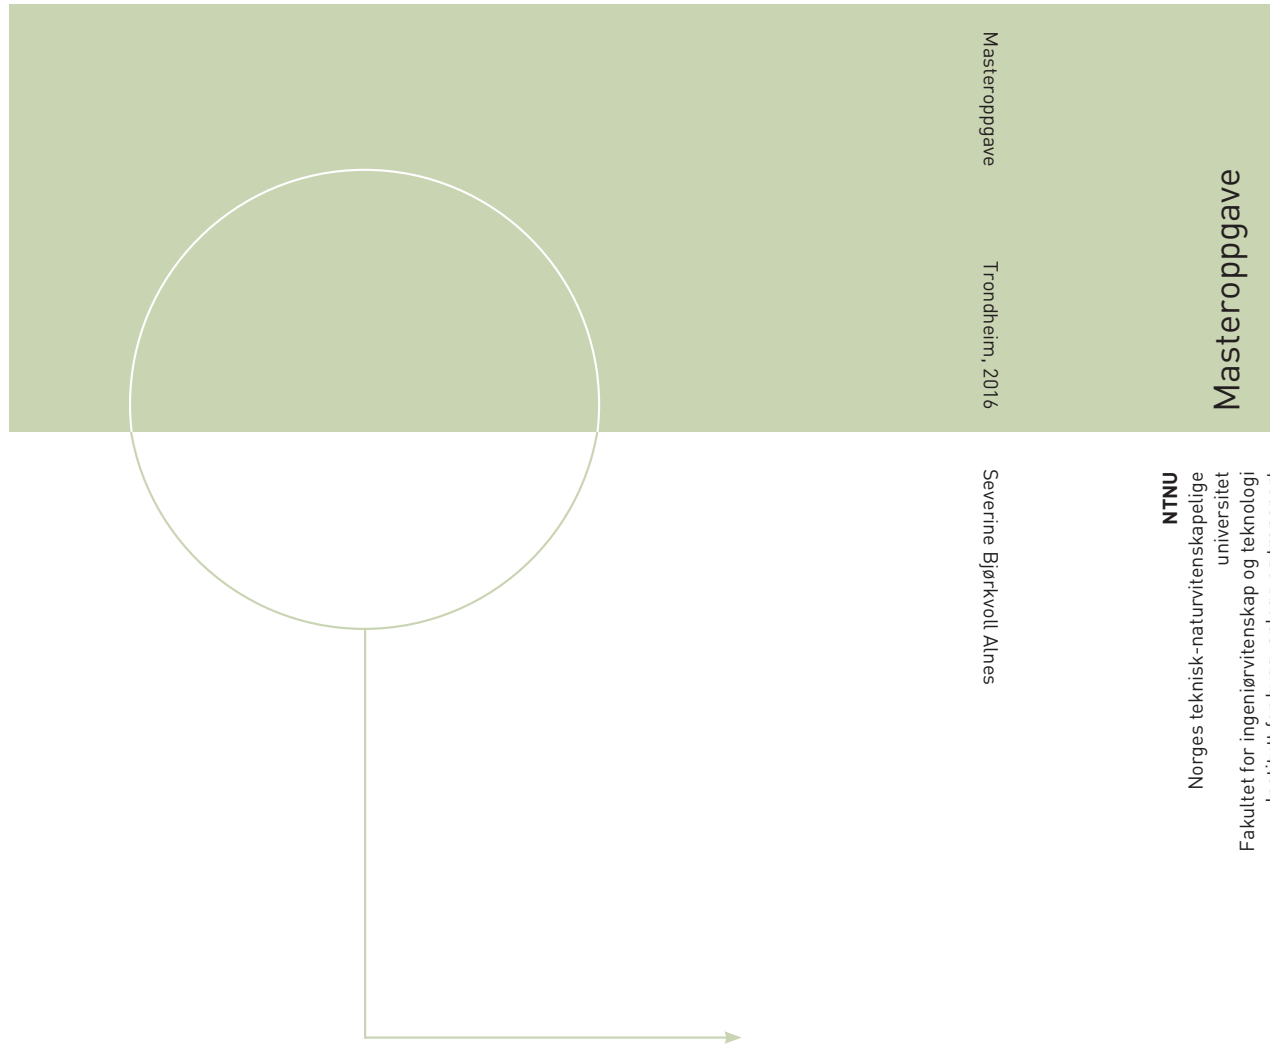 Masteroppgave
Trondheim, 2016
Severine Bjørkvoll Alnes
Masteroppgave
NTNU
Norges teknisk-naturvitenskapelige
universitet
Fakultet for ingeniørvitenskap og teknologi